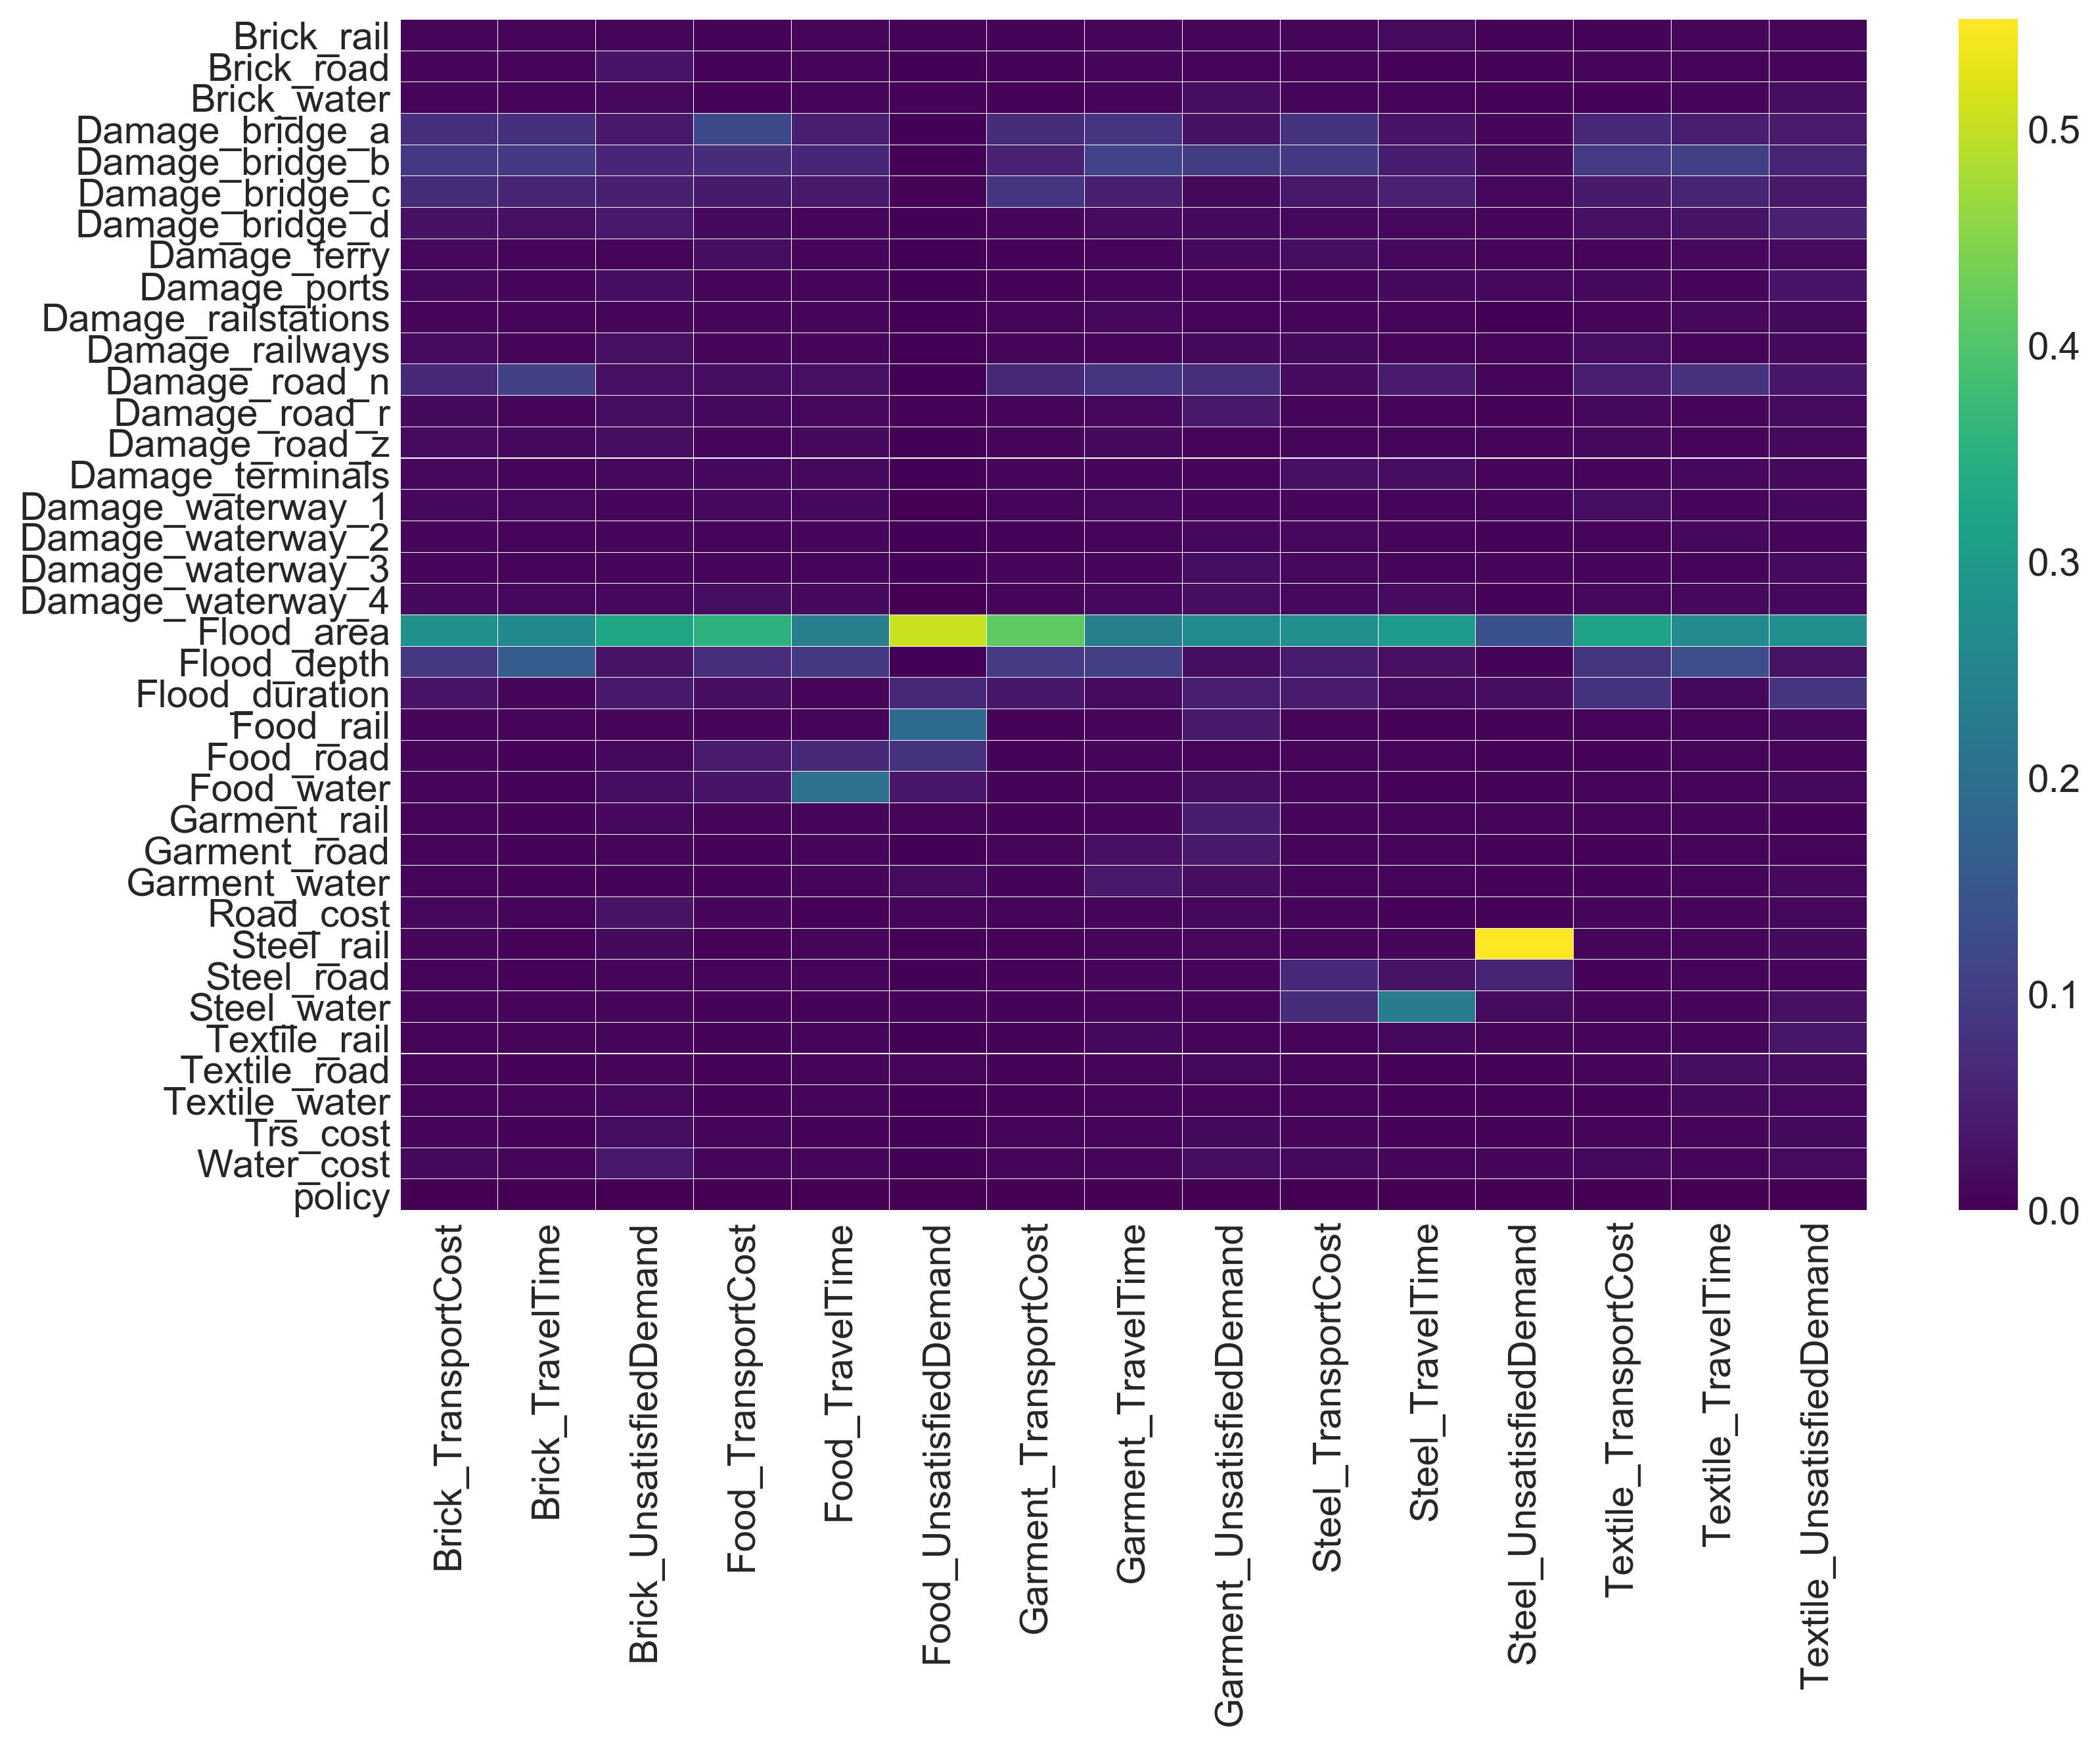 Brick_rail
Brick_road
Brick_water
Damage_bridge_a
Damage_bridge_b
Damage_bridge_c
Damage_bridge_d
Damage_ferry
Damage_ports
Damage_railstations
Damage_railways
Damage_road_n
Damage_road_r
Damage_road_z
Damage_terminals
Damage_waterway_1
Damage_waterway_2
Damage_waterway_3
Damage_waterway_4
Flood_area
Flood_depth
Flood_duration
Food_rail
Food_road
Food_water
Garment_rail
Garment_road
Garment_water
Road_cost
Steel_rail
Steel_road
Steel_water
Textile_rail
Textile_road
Textile_water
Trs_cost
Water_cost
policy
Brick_TransportCost
Brick_TravelTime
Brick_UnsatisfiedDemand
Food_TransportCost
Food_TravelTime
Food_UnsatisfiedDemand
Garment_TransportCost
Garment_TravelTime
Garment_UnsatisfiedDemand
Steel_TransportCost
Steel_TravelTime
Steel_UnsatisfiedDemand
Textile_TransportCost
Textile_TravelTime
Textile_UnsatisfiedDemand
0.5
0.4
0.3
0.2
0.1
0.0